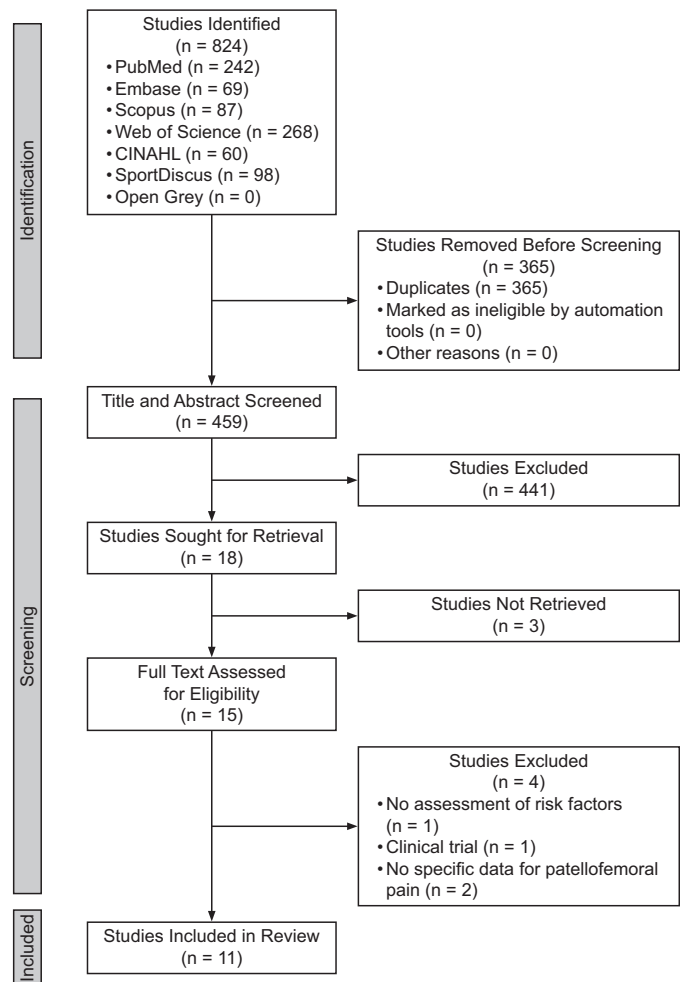 Identification
Studies Identified
(n = 824)
• PubMed (n = 242)
• Embase (n = 69)
• Scopus (n = 87)
• Web of Science (n = 268)
• CINAHL (n = 60)
• SportDiscus (n = 98)
• Open Grey (n = 0)
Studies Removed Before Screening
(n = 365)
• Duplicates (n = 365)
• Marked as ineligible by automation
tools (n = 0)
• Other reasons (n = 0)
Screening
Title and Abstract Screened
(n = 459)
Studies Excluded
(n = 441)
Studies Sought for Retrieval
(n = 18)
Studies Not Retrieved
(n = 3)
Full Text Assessed
for Eligibility
(n = 15)
Studies Excluded
(n = 4)
• No assessment of risk factors
(n = 1)
• Clinical trial (n = 1)
• No specific data for patellofemoral
pain (n = 2)
Included
Studies Included in Review
(n = 11)